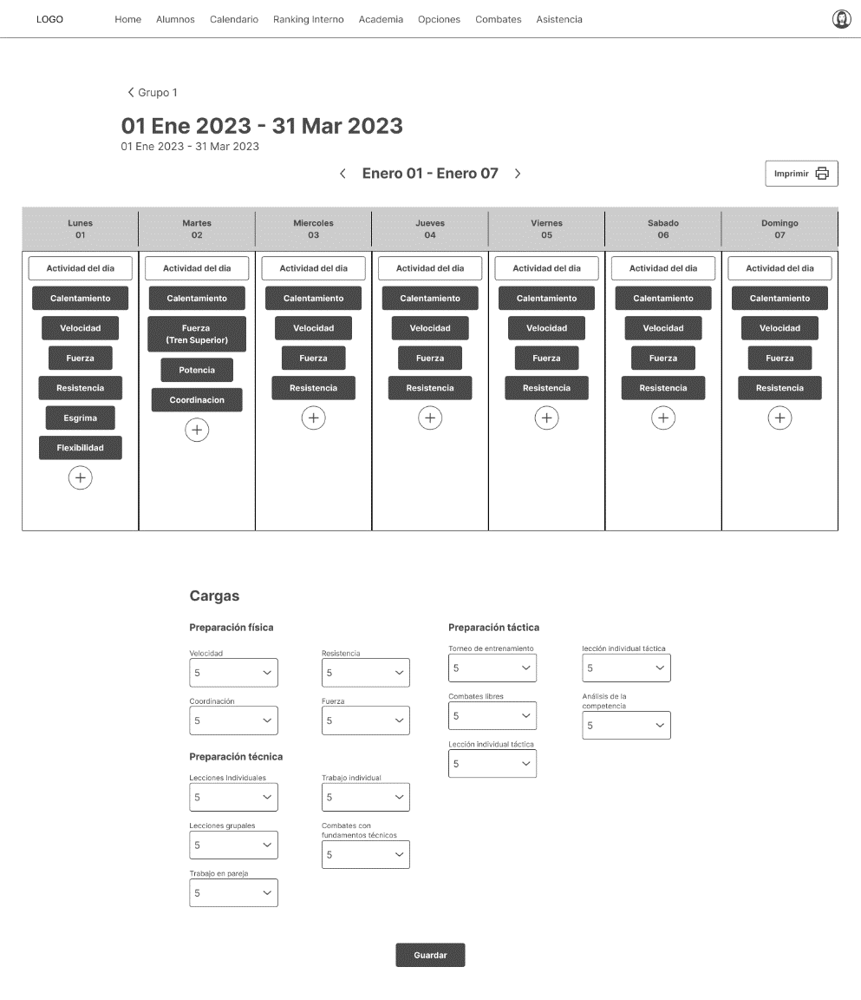 LOGO Home Alumnos Calendario Ranking Interno Academia Opciones Combates Asistencia
Grupo 1
01 Ene 2023 - 31 Mar 2023
01 Ene 2023 - 31 Mar 2023
Enero 01 - Enero 07
Imprimir
Lunes
01
Martes
02
Miercoles
03
Jueves
04
Viernes
05
Sabado
06
Domingo
07
Actividad del dia
Calentamiento
Velocidad
Fuerza
Resistencia
Esgrima
Flexibilidad
Actividad del dia
Calentamiento
Fuerza
(Tren Superior)
Potencia
Coordinacion
Actividad del dia
Calentamiento
Velocidad
Fuerza
Resistencia
Actividad del dia
Calentamiento
Velocidad
Fuerza
Resistencia
Actividad del dia
Calentamiento
Velocidad
Fuerza
Resistencia
Actividad del dia
Calentamiento
Velocidad
Fuerza
Resistencia
Actividad del dia
Calentamiento
Velocidad
Fuerza
Resistencia
Cargas
Preparación física
Velocidad
5
Resistencia
5
Coordinación
5
Fuerza
5
Preparación técnica
Lecciones Individuales
5
Trabajo individual
5
Lecciones grupales
5
Combates con
fundamentos técnicos
5
Trabajo en pareja
5
Preparación táctica
Torneo de entrenamiento
5
lección individual táctica
5
Combates libres
5
Análisis de la
competencia
5
Lección individual táctica
5
Guardar